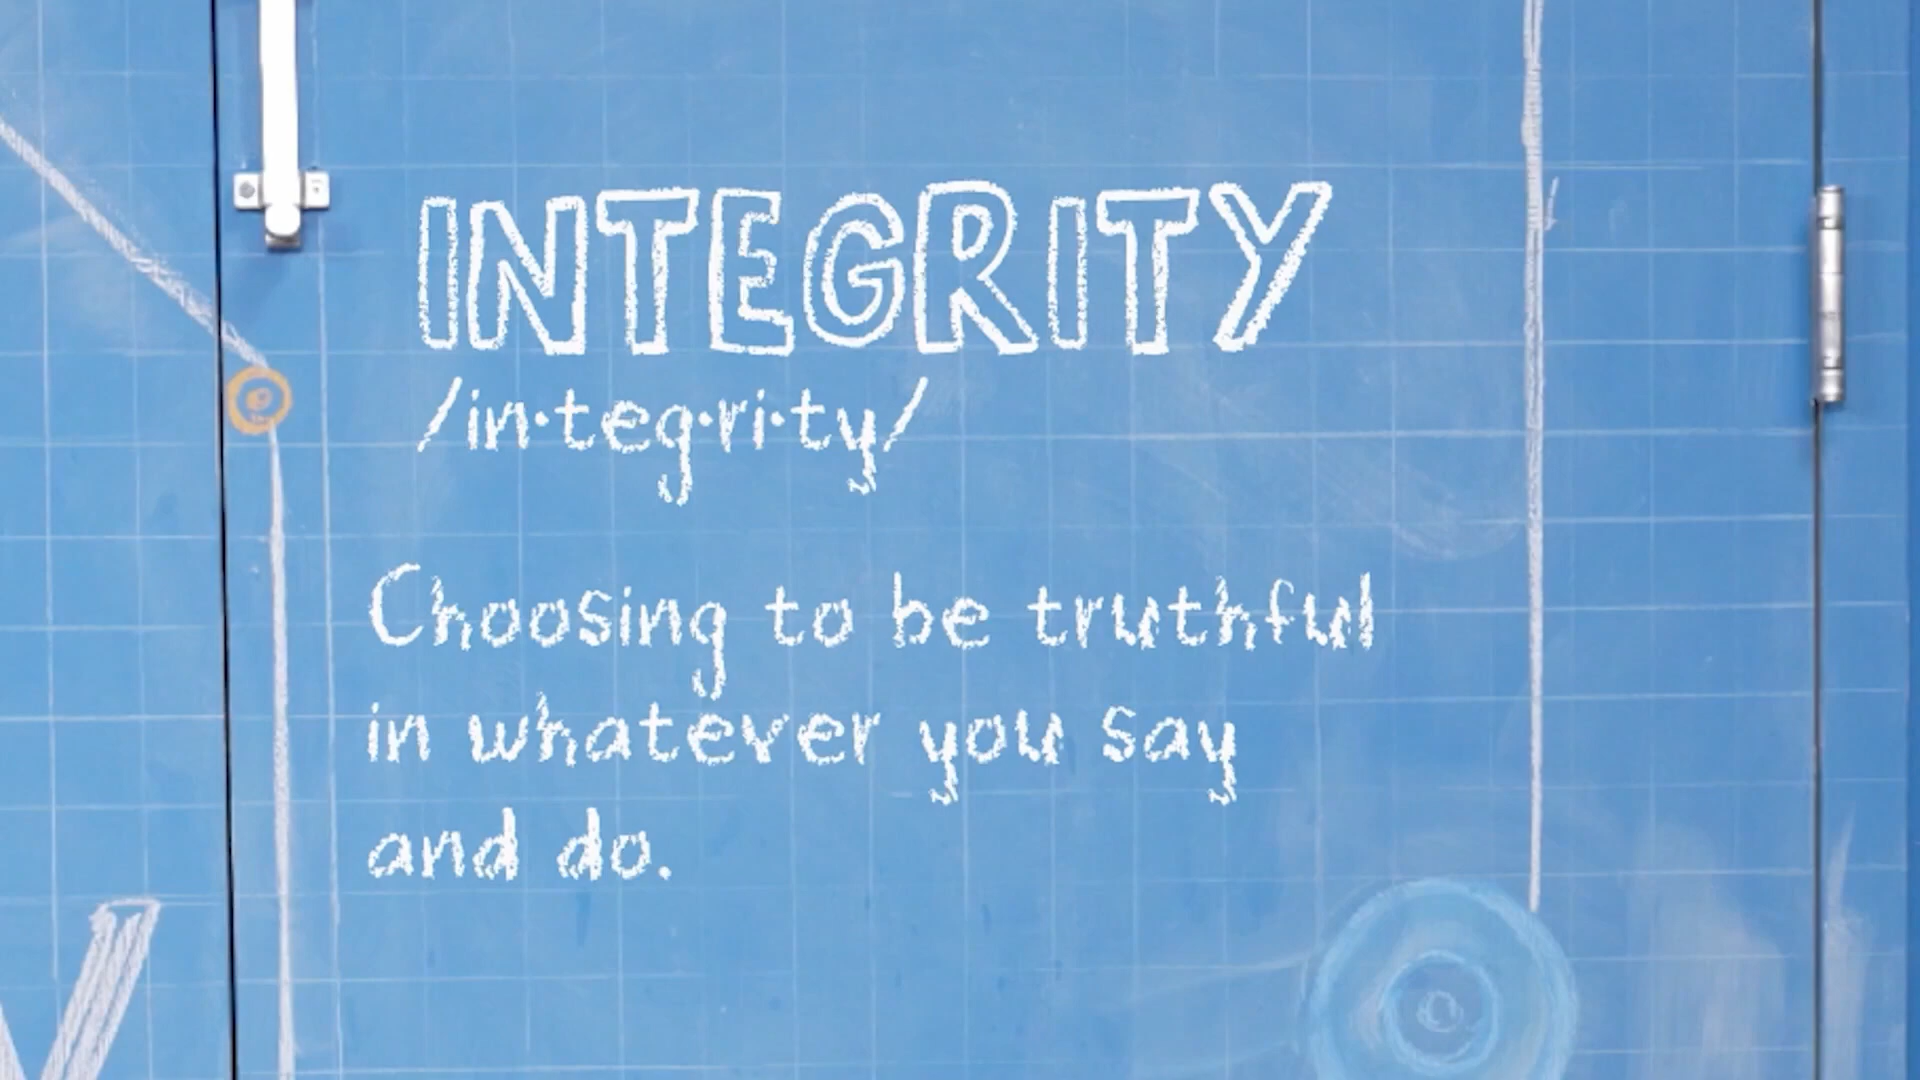 INTEGRITY
/in·teg·ri·ty/
Choosing to be truthful
in whatever you say
and do.